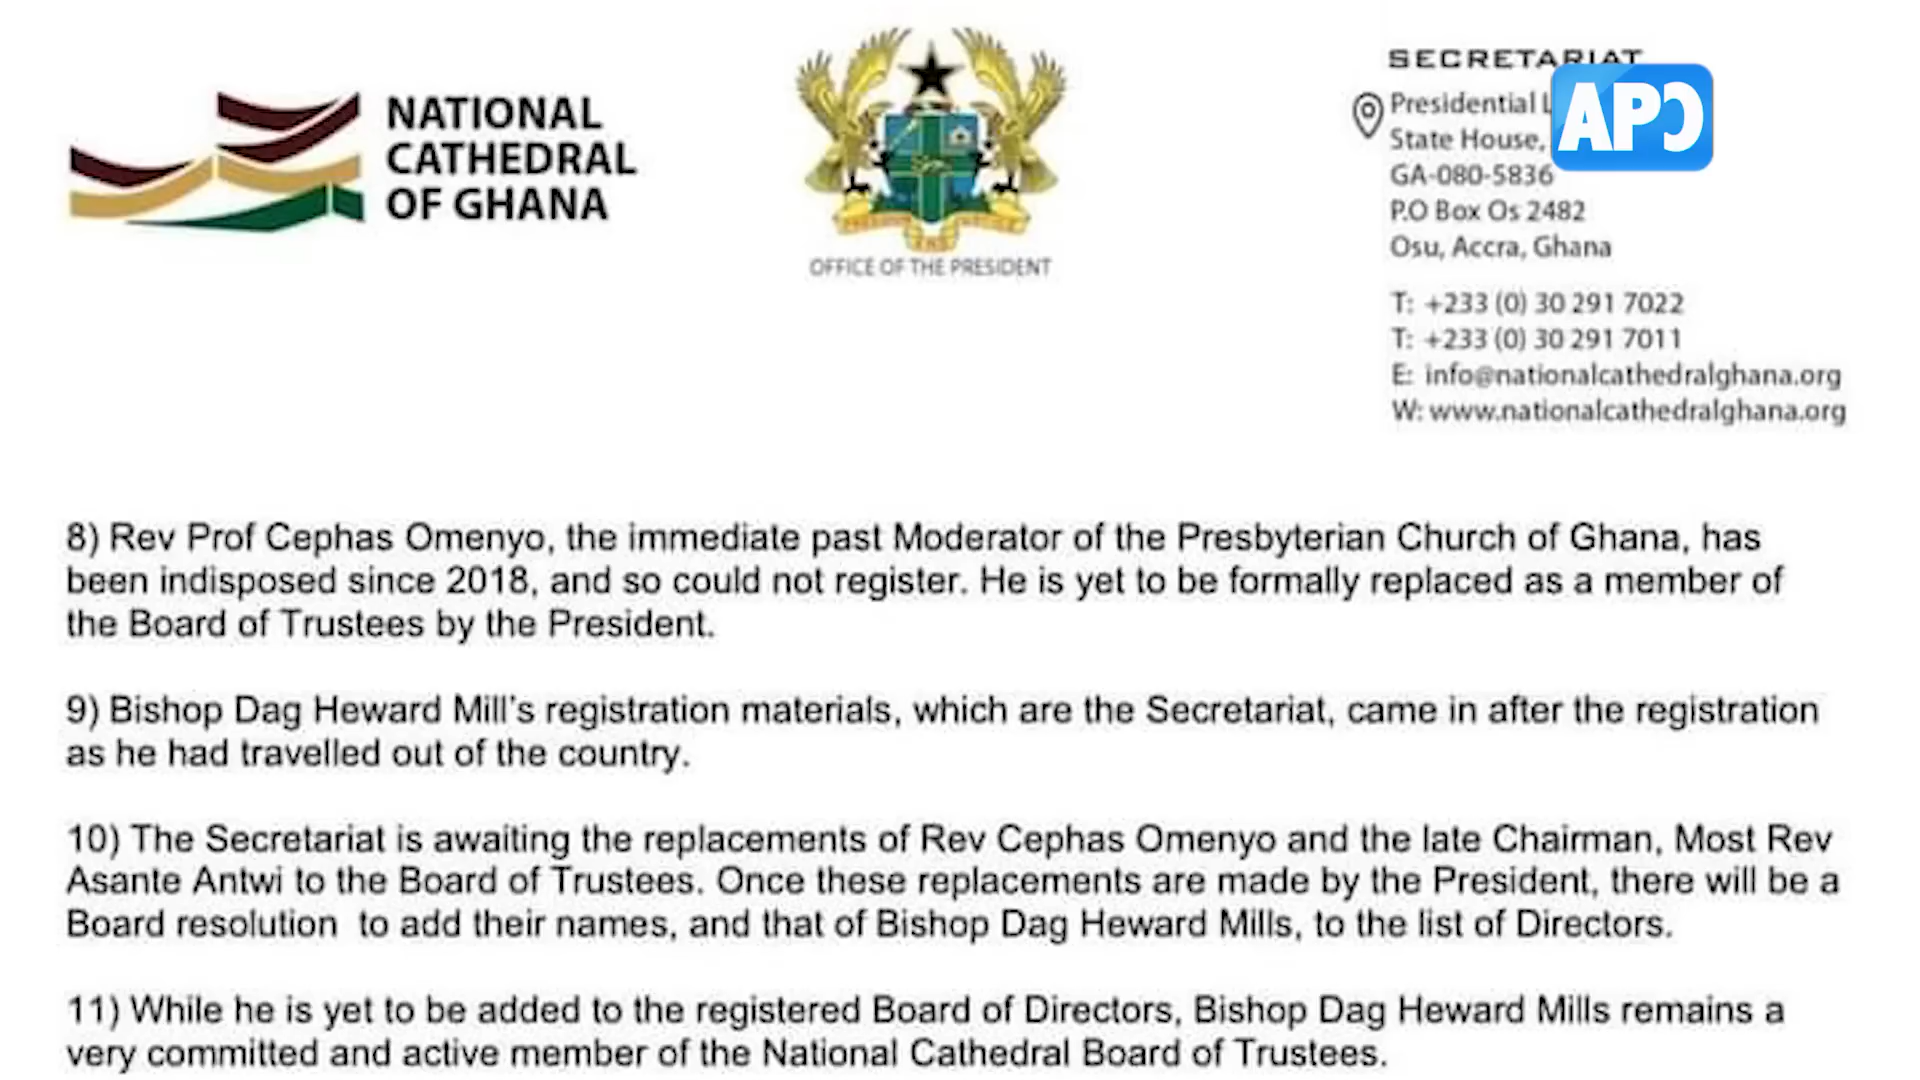 NATIONAL
CATHEDRAL
OF GHANA
OFFICE OF THE PRESIDENT
SECRETARIAT
APC
Presidential
State House,
GA-080-5836
P.O Box Os 2482
Osu, Accra, Ghana
T: +233 (0) 30 291 7022
T: +233 (0) 30 291 7011
E: info@nationalcathedralghana.org
W: www.nationalcathedralghana.org
8) Rev Prof Cephas Omenyo, the immediate past Moderator of the Presbyterian Church of Ghana, has
been indisposed since 2018, and so could not register. He is yet to be formally replaced as a member of
the Board of Trustees by the President.
9) Bishop Dag Heward Mill’s registration materials, which are the Secretariat, came in after the registration
as he had travelled out of the country.
10) The Secretariat is awaiting the replacements of Rev Cephas Omenyo and the late Chairman, Most Rev
Asante Antwi to the Board of Trustees. Once these replacements are made by the President, there will be a
Board resolution to add their names, and that of Bishop Dag Heward Mills, to the list of Directors.
11) While he is yet to be added to the registered Board of Directors, Bishop Dag Heward Mills remains a
very committed and active member of the National Cathedral Board of Trustees.